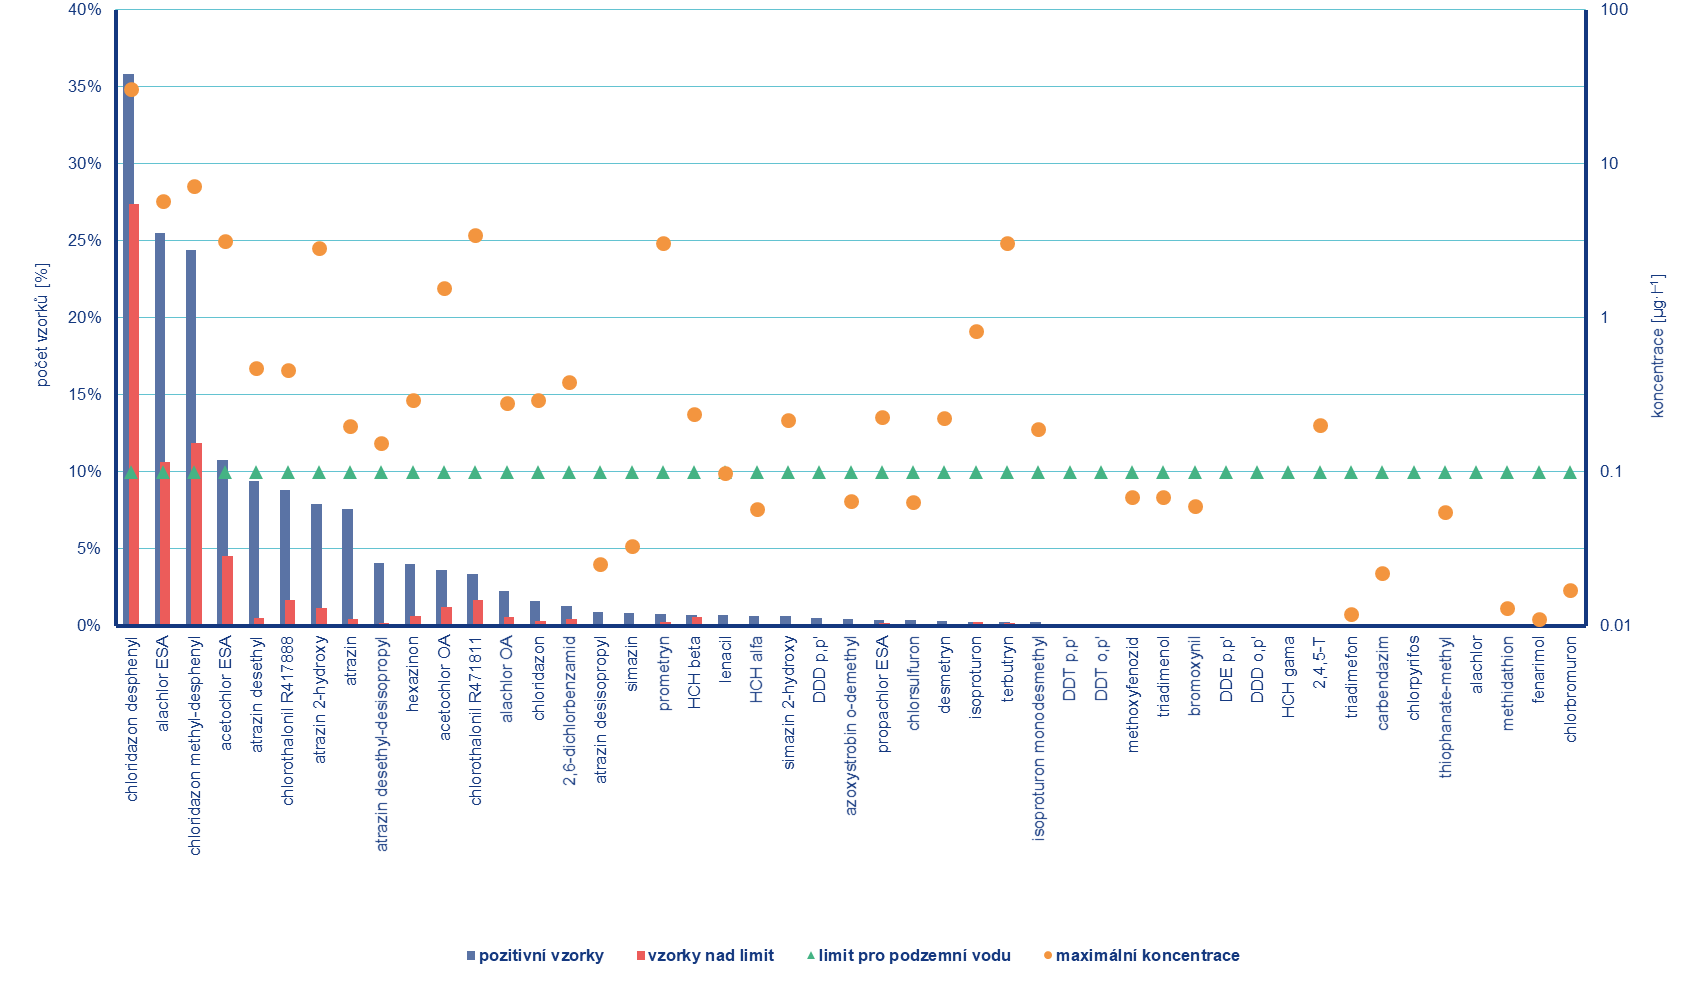 40%
35%
30%
25%
20%
15%
10%
5%
0%
počet vzorků [%]
100
10
1
0.1
0.01
koncentrace [µg·l⁻¹]
chloridazon desphenyl
alachlor ESA
chloridazon methyl-desphenyl
acetochlor ESA
atrazin desethyl
chlorothalonil R417888
atrazin 2-hydroxy
atrazin
atrazin desethyl-desisopropyl
hexazinon
acetochlor OA
chlorothalonil R471811
alachlor OA
chloridazon
2,6-dichlorbenzamid
atrazin desisopropyl
simazin
prometryn
HCH beta
lenacil
HCH alfa
simazin 2-hydroxy
DDD p,p'
azoxystrobin o-demethyl
propachlor ESA
chlorsulfuron
desmetryn
isoproturon
terbutryn
isoproturon monodesmethyl
DDT p,p'
DDT o,p'
methoxyfenozid
triadimenol
bromoxynil
DDE p,p'
DDD o,p'
HCH gama
2,4,5-T
triadimefon
carbendazim
chlorpyrifos
thiophanate-methyl
alachlor
methidathion
fenarimol
chlorbromuron
pozitivní vzorky
vzorky nad limit
limit pro podzemní vodu
maximální koncentrace